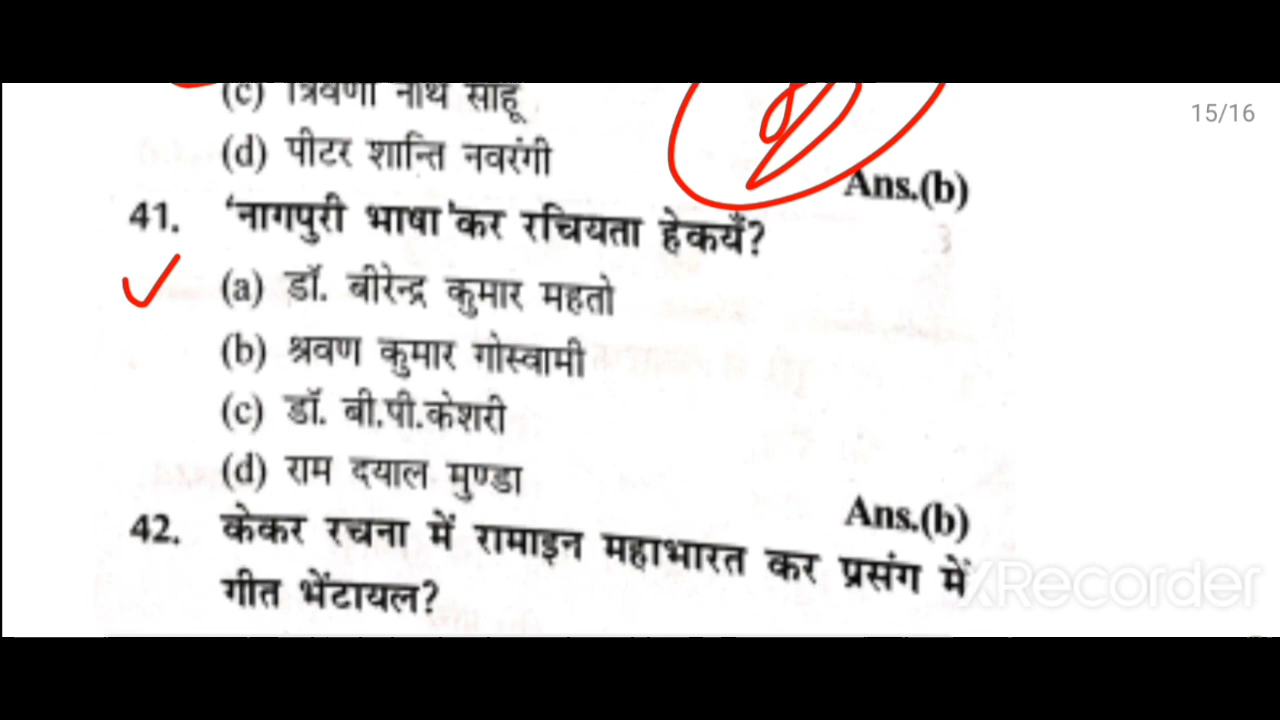 (c) त्रिवेणी नाथ साहू
15/16
(d) पीटर शान्ति नवरंगी
Ans.(b)
41. 'नागपुरी भाषा'कर रचियता हेकयँ?
(a) डॉ. बीरेन्द्र कुमार महतो
(b) श्रवण कुमार गोस्वामी
(c) डॉ. बी.पी.केशरी
(d) राम दयाल मुण्डा
Ans.(b)
42. केकर रचना में रामाइन महाभारत कर प्रसंग में
गीत भेंटायल?
XRecorder